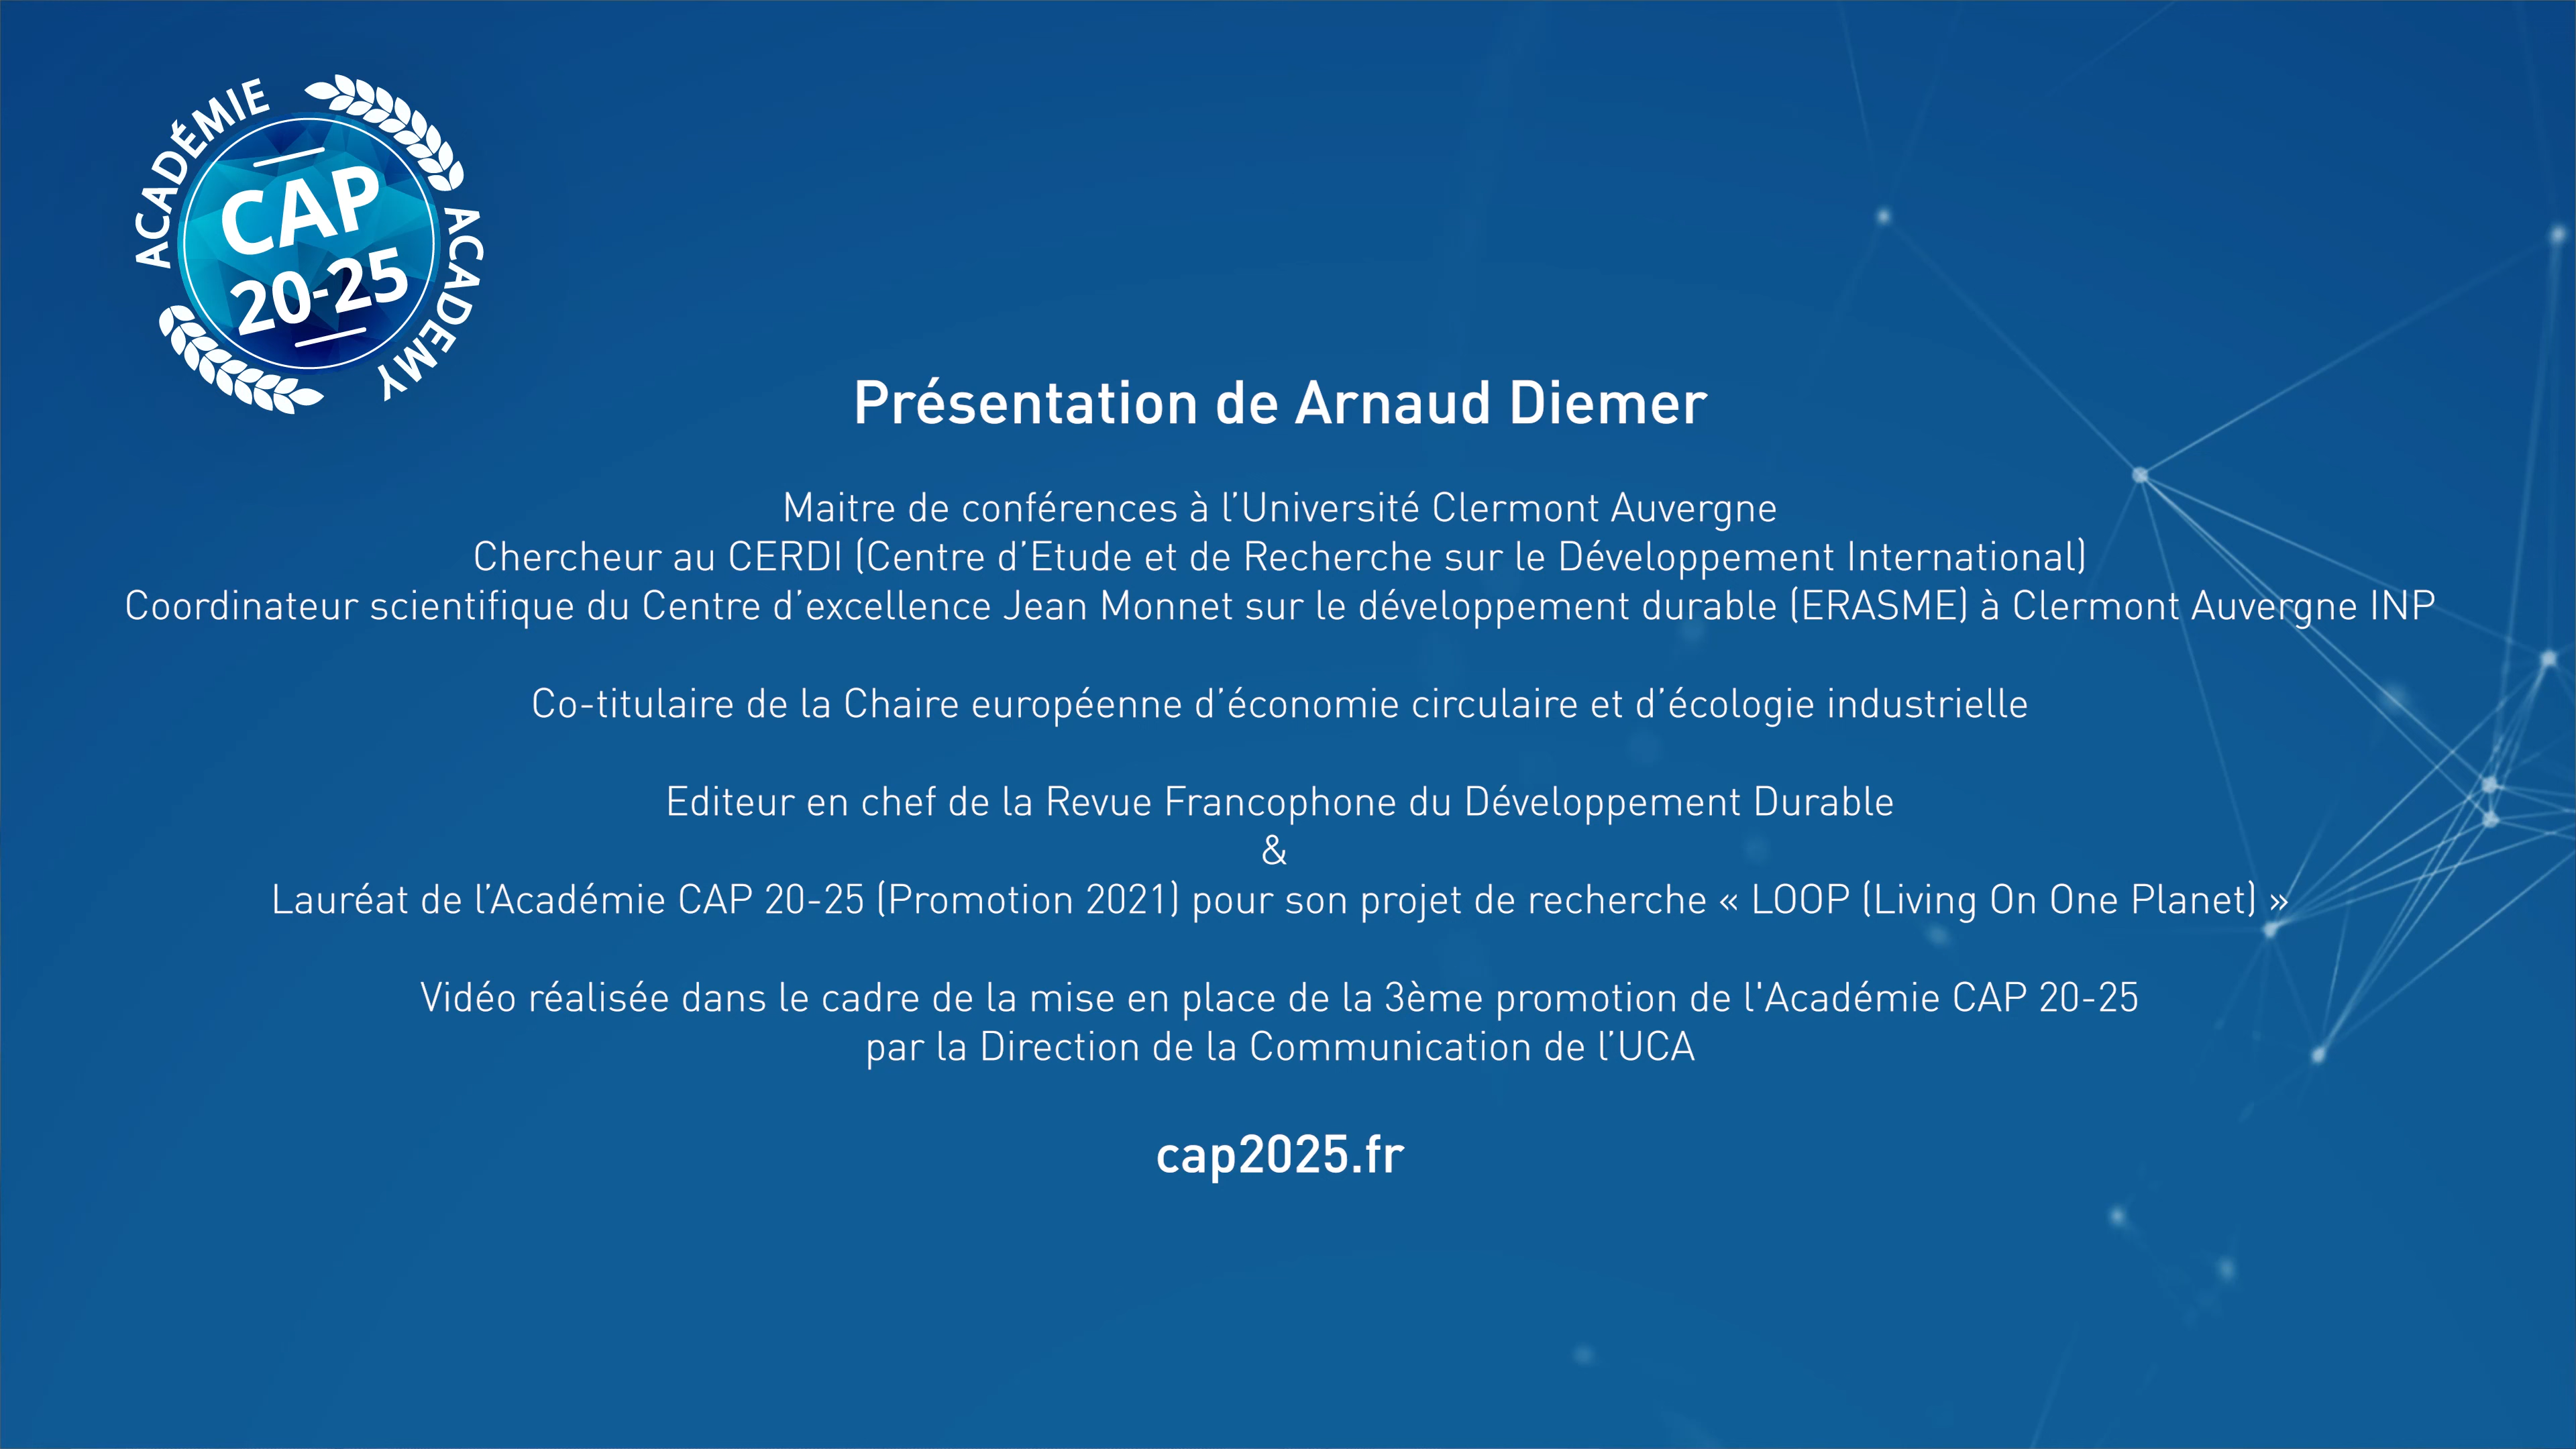 ACADÉMIE
ACADEMY
CAP
20-25
Présentation de Arnaud Diemer
Maitre de conférences à l’Université Clermont Auvergne
Chercheur au CERDI (Centre d’Etude et de Recherche sur le Développement International)
Coordinateur scientifique du Centre d’excellence Jean Monnet sur le développement durable (ERASME) à Clermont Auvergne INP
Co-titulaire de la Chaire européenne d’économie circulaire et d’écologie industrielle
Editeur en chef de la Revue Francophone du Développement Durable
&
Lauréat de l’Académie CAP 20-25 (Promotion 2021) pour son projet de recherche « LOOP (Living On One Planet) »
Vidéo réalisée dans le cadre de la mise en place de la 3ème promotion de l'Académie CAP 20-25
par la Direction de la Communication de l’UCA
cap2025.fr